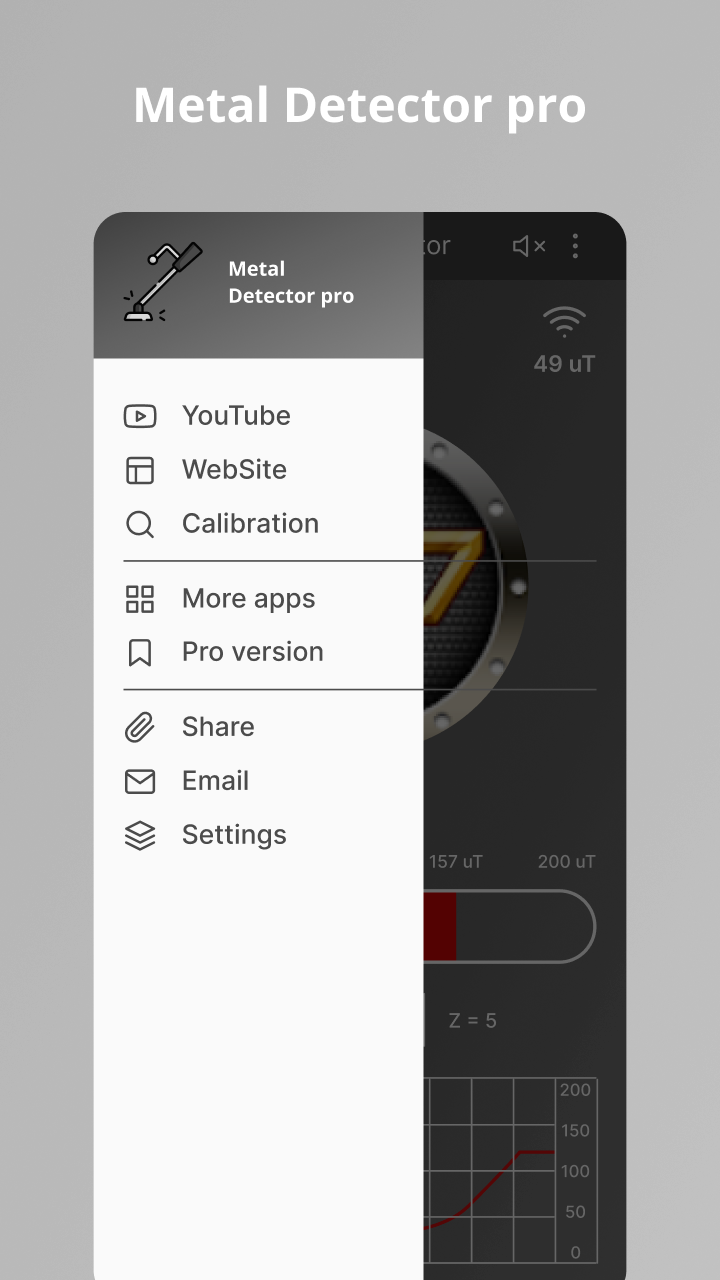 Metal Detector pro
Metal
Detector pro
tor
49 uT
YouTube
WebSite
Calibration
7
More apps
Pro version
Share
Email
Settings
157 uT
200 uT
Z = 5
200
150
100
50
0